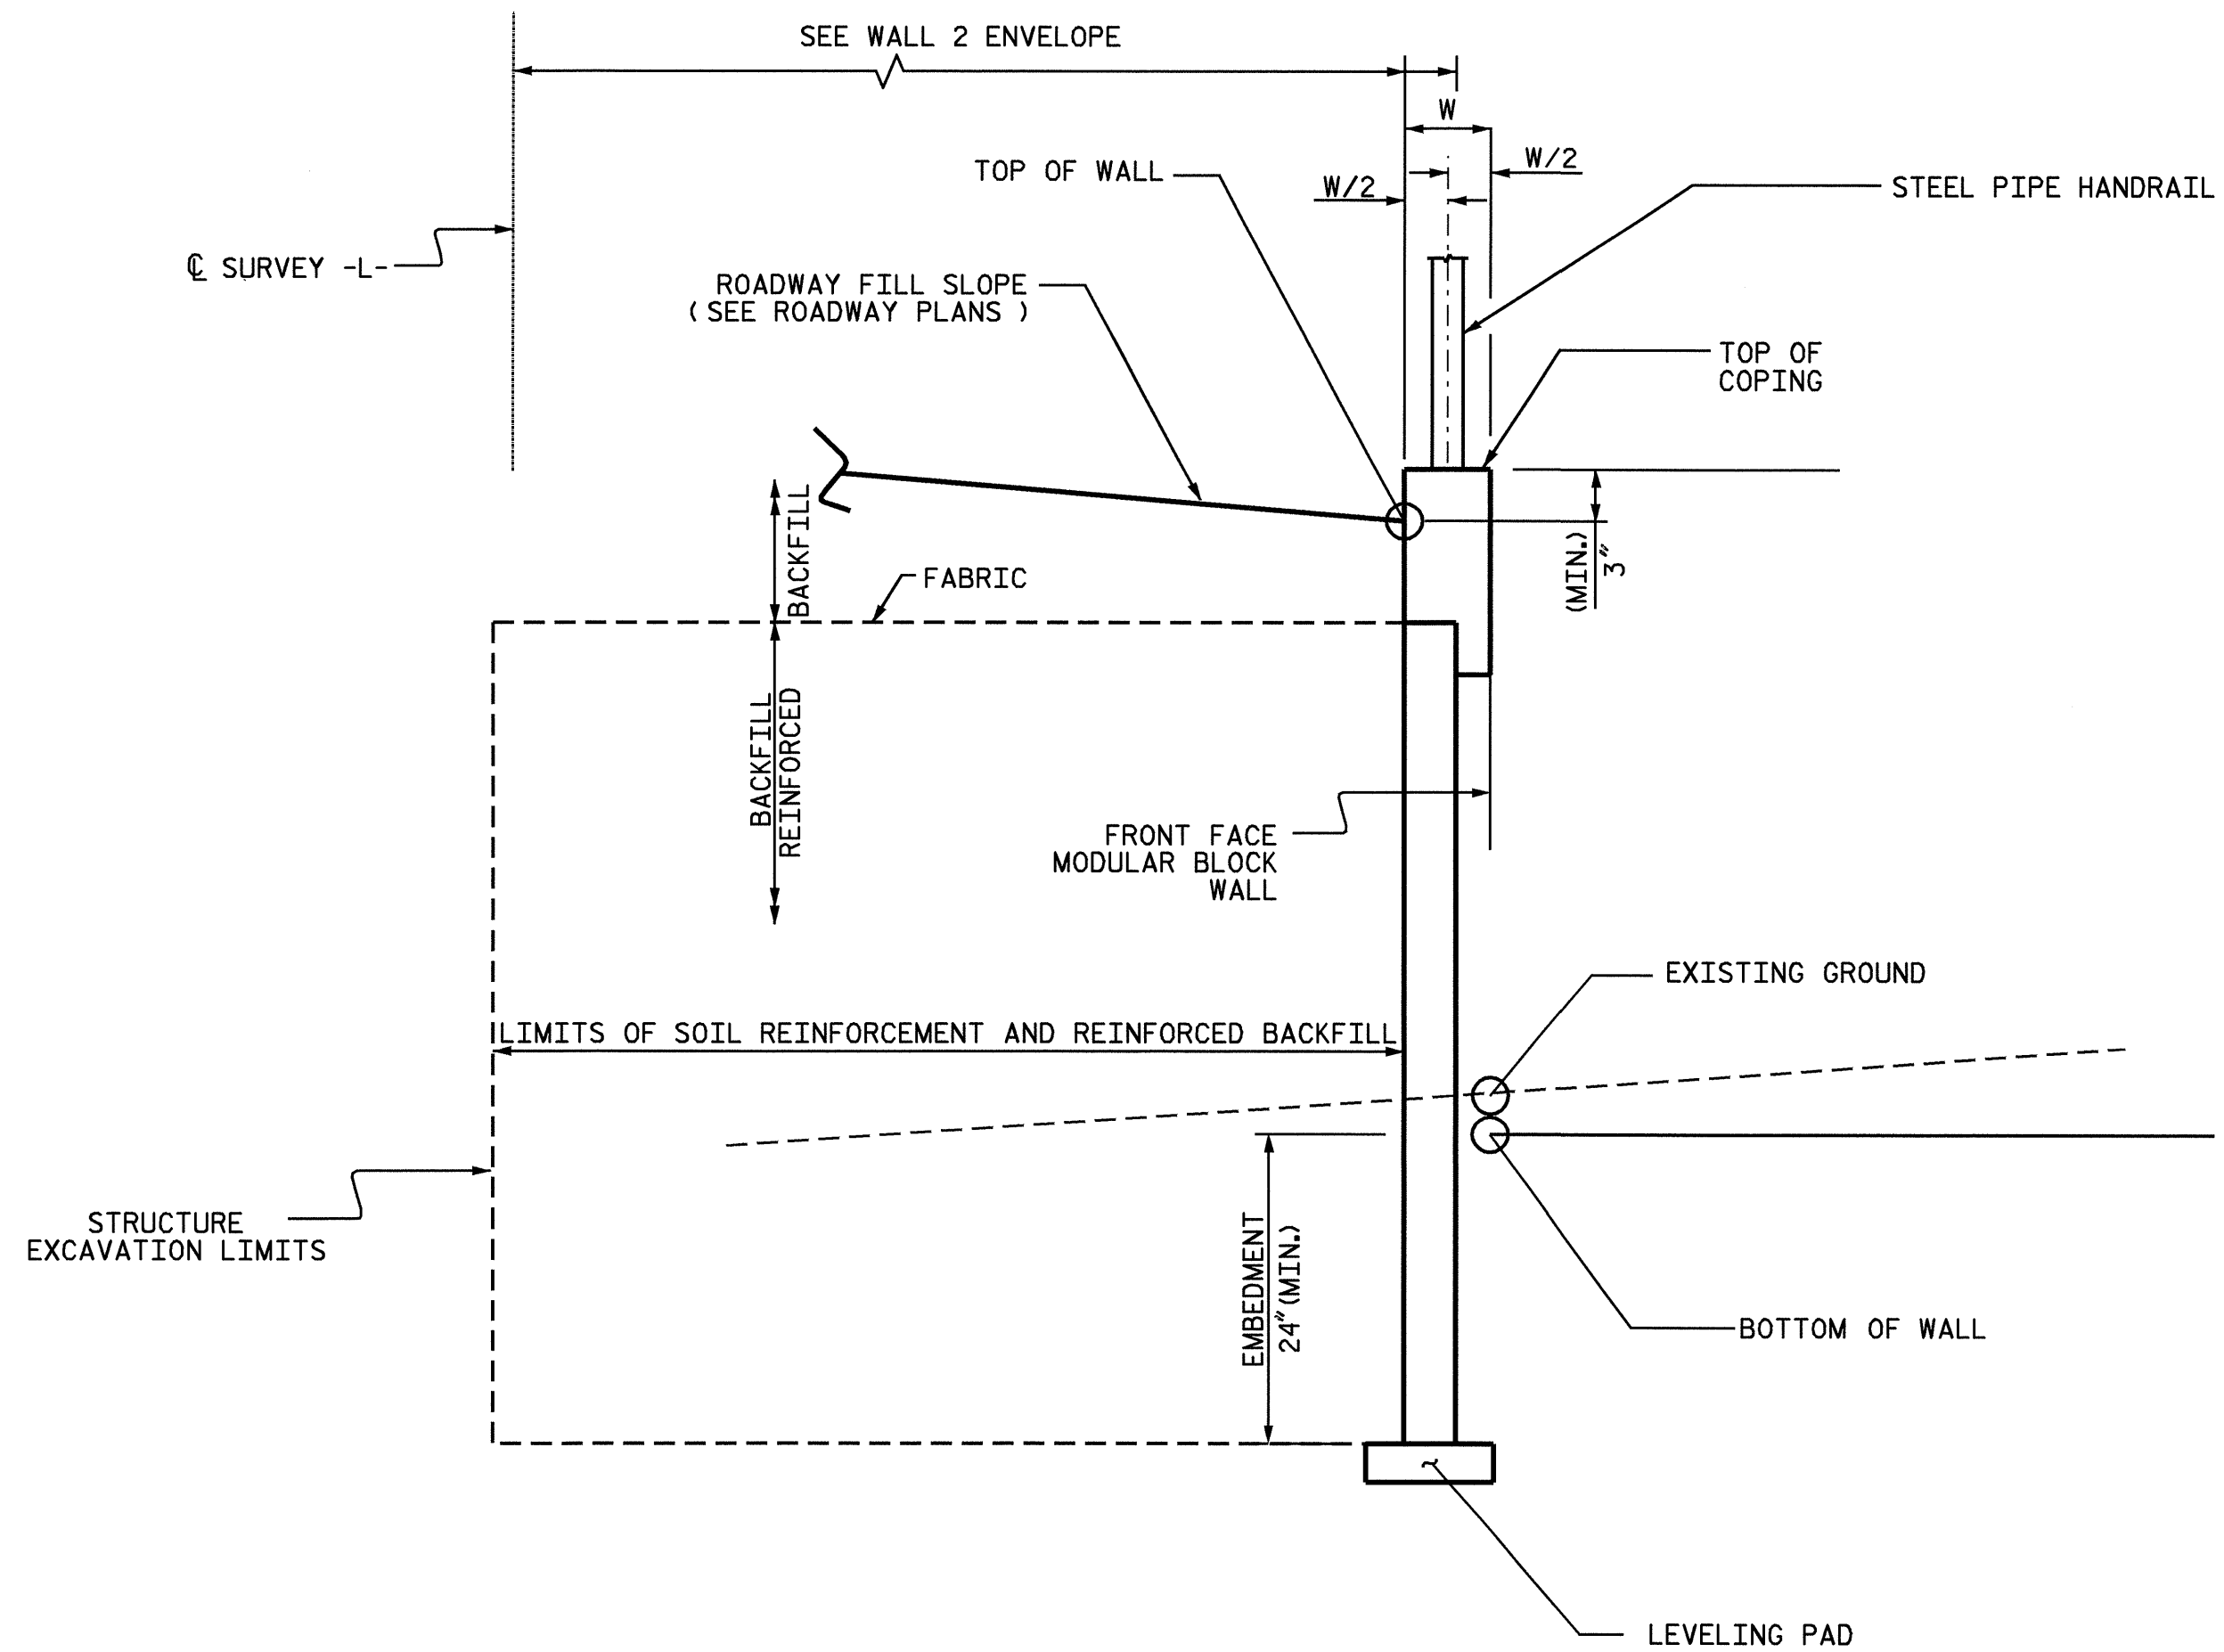 SEE WALL 2 ENVELOPE
W
W/2
W/2
TOP OF WALL
STEEL PIPE HANDRAIL
℄ SURVEY -L-
ROADWAY FILL SLOPE
( SEE ROADWAY PLANS )
TOP OF
COPING
BACKFILL
(MIN.)
3"
FABRIC
BACKFILL
REINFORCED
FRONT FACE
MODULAR BLOCK
WALL
EXISTING GROUND
LIMITS OF SOIL REINFORCEMENT AND REINFORCED BACKFILL
STRUCTURE
EXCAVATION LIMITS
EMBEDMENT
24"(MIN.)
BOTTOM OF WALL
LEVELING PAD